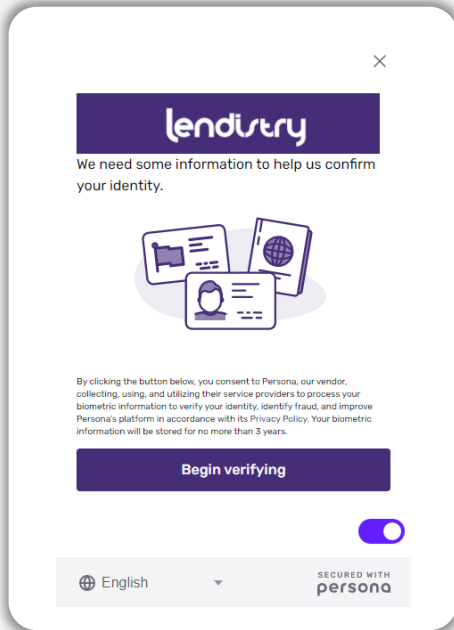 lendistry
We need some information to help us confirm
your identity.
By clicking the button below, you consent to Persona, our vendor,
collecting, using, and utilizing their service providers to process your
biometric information to verify your identity, identify fraud, and improve
Persona's platform in accordance with its Privacy Policy. Your biometric
information will be stored for no more than 3 years.
Begin verifying
English
SECURED WITH
persona